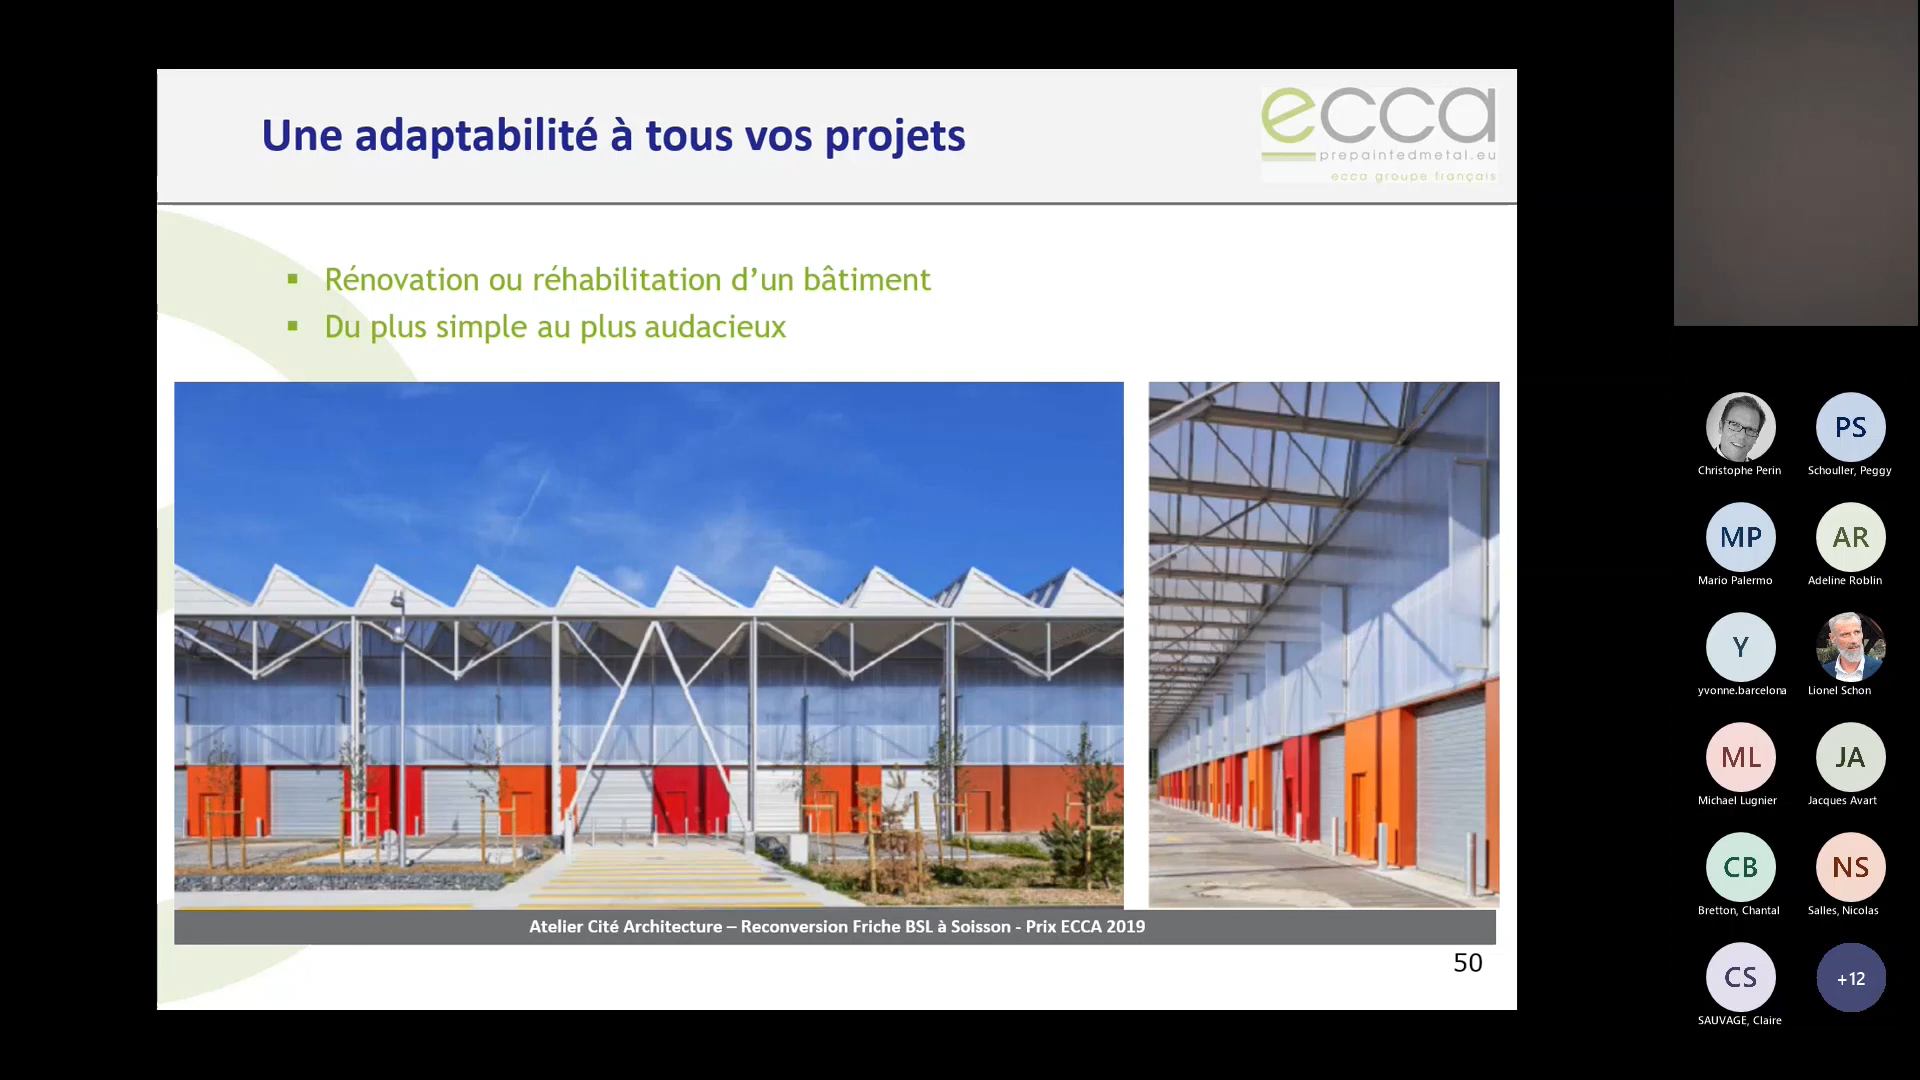 Une adaptabilité à tous vos projets
ecca
prepaintedmetal.eu
ecca groupe français
▪ Rénovation ou réhabilitation d’un bâtiment
▪ Du plus simple au plus audacieux
Atelier Cité Architecture – Reconversion Friche BSL à Soisson - Prix ECCA 2019
50
Christophe Perin
PS
Schouller, Peggy
MP
Mario Palermo
AR
Adeline Roblin
Y
yvonne.barcelona
Lionel Schon
ML
Michael Lugnier
JA
Jacques Avart
CB
Bretton, Chantal
NS
Salles, Nicolas
CS
SAUVAGE, Claire
+12